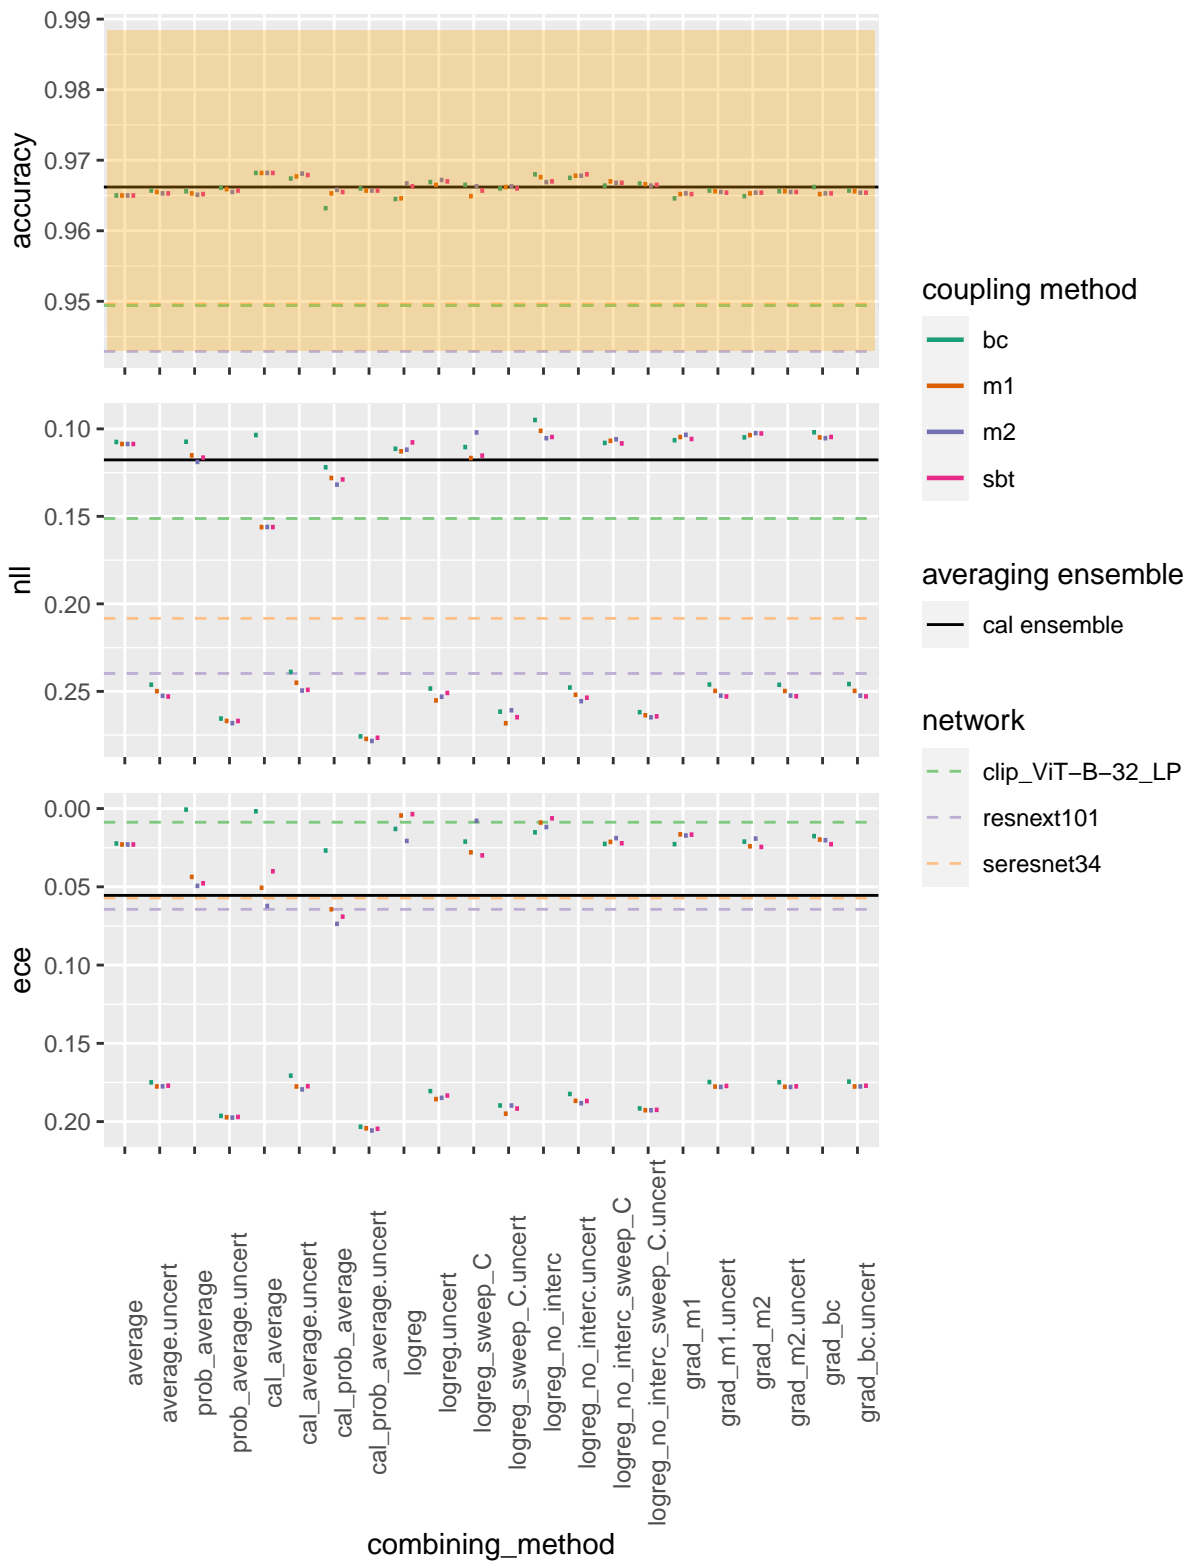 accuracy
0.99
0.98
0.97
0.96
0.95
nll
0.10
0.15
0.20
0.25
ece
0.00
0.05
0.10
0.15
0.20
average
average.uncert
prob_average
prob_average.uncert
cal_average
cal_average.uncert
cal_prob_average
cal_prob_average.uncert
logreg
logreg.uncert
logreg_sweep_C
logreg_sweep_C.uncert
logreg_no_interc
logreg_no_interc.uncert
logreg_no_interc_sweep_C
logreg_no_interc_sweep_C.uncert
grad_m1
grad_m1.uncert
grad_m2
grad_m2.uncert
grad_bc
grad_bc.uncert
combining_method
coupling method
bc
m1
m2
sbt
averaging ensemble
cal ensemble
network
clip_ViT−B−32_LP
resnext101
seresnet34